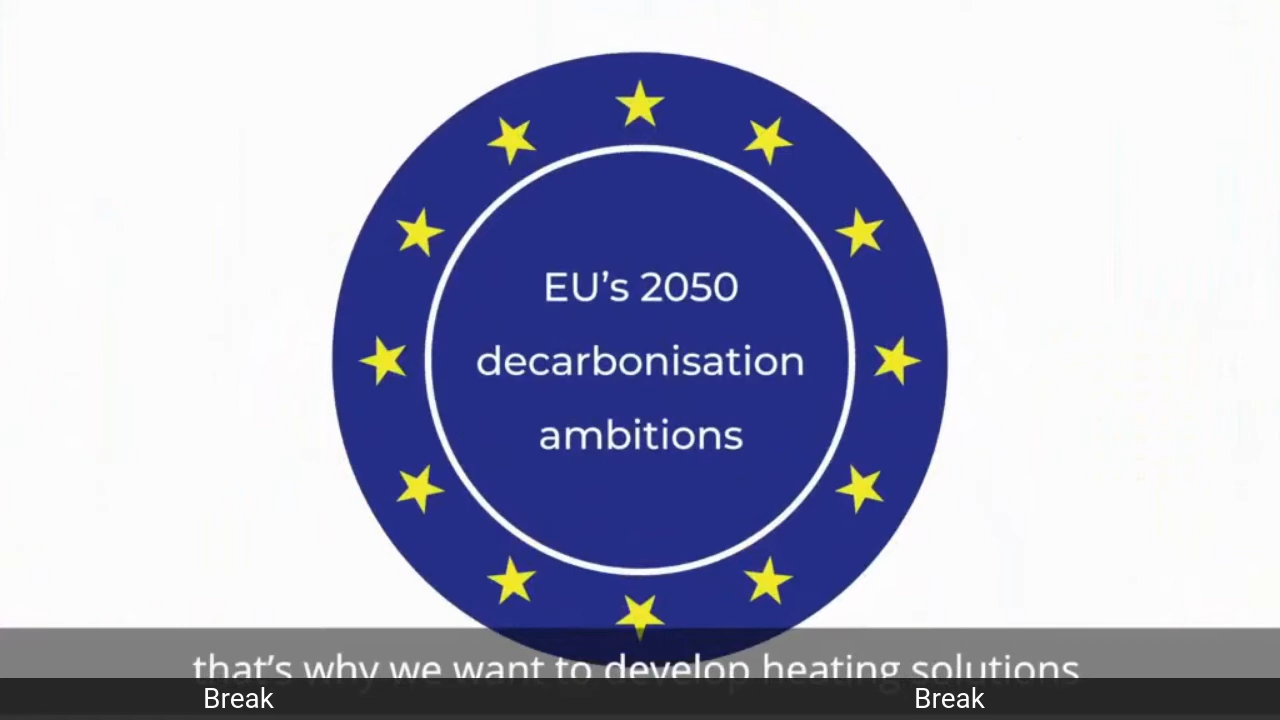 EU's 2050
decarbonisation
ambitions
that's why we want to develop heating solutions
Break Break